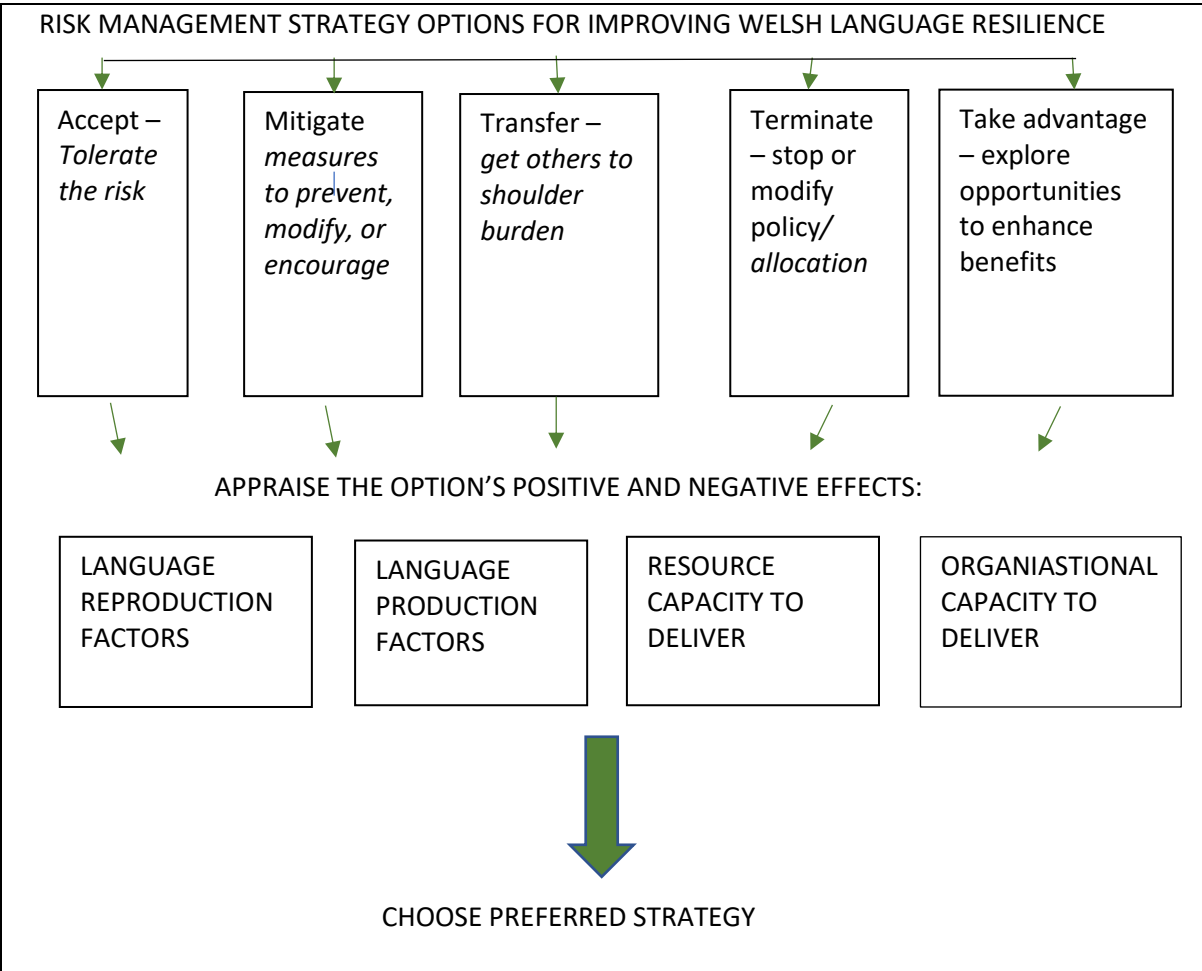 RISK MANAGEMENT STRATEGY OPTIONS FOR IMPROVING WELSH LANGUAGE RESILIENCE
Accept –
Tolerate
the risk
Mitigate
measures
to prevent,
modify, or
encourage
Transfer –
get others to
shoulder
burden
Terminate
– stop or
modify
policy/
allocation
Take advantage
– explore
opportunities
to enhance
benefits
APPRAISE THE OPTION’S POSITIVE AND NEGATIVE EFFECTS:
LANGUAGE
REPRODUCTION
FACTORS
LANGUAGE
PRODUCTION
FACTORS
RESOURCE
CAPACITY TO
DELIVER
ORGANIASTIONAL
CAPACITY TO
DELIVER
CHOOSE PREFERRED STRATEGY